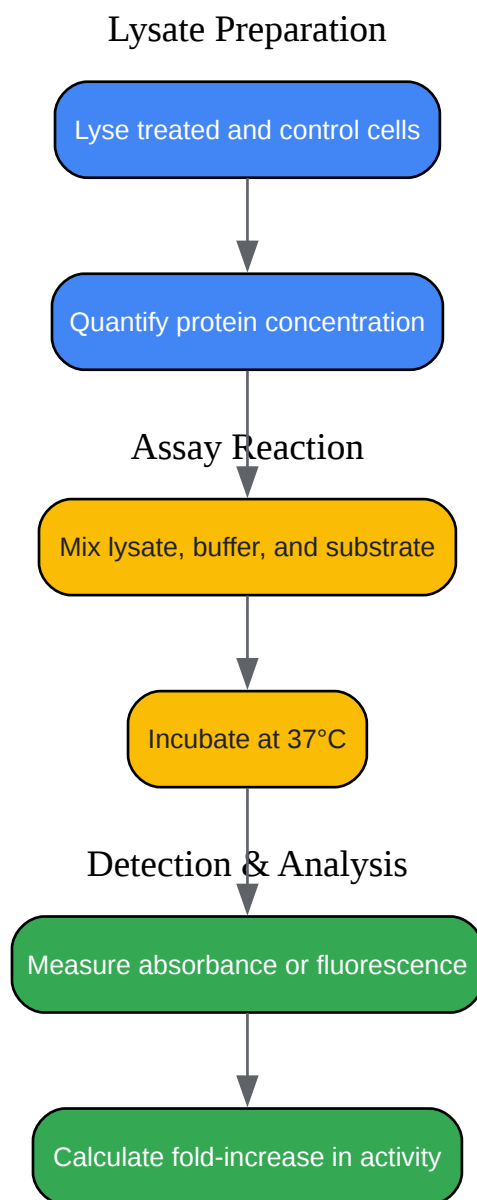 Lysate Preparation
Lyse treated and control cells
Quantify protein concentration
Assay Reaction
Mix lysate, buffer, and substrate
Incubate at 37°C
Detection & Analysis
Measure absorbance or fluorescence
Calculate fold-increase in activity